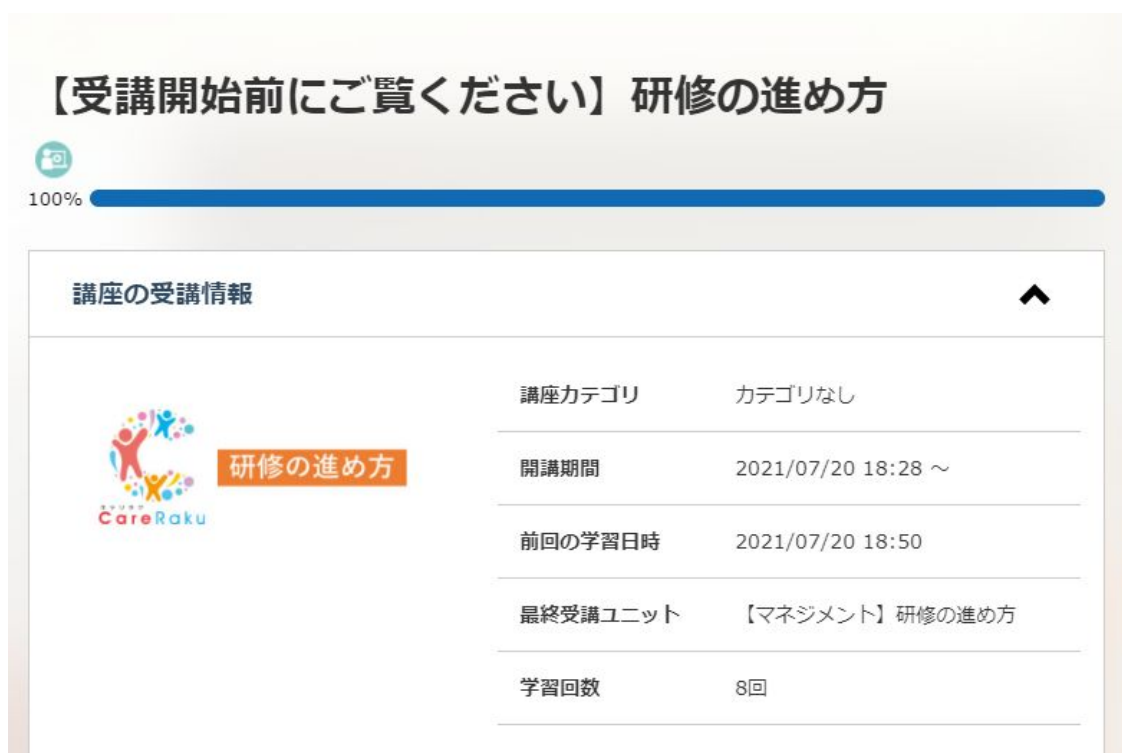 【受講開始前にご覧ください】研修の進め方
100%
講座の受講情報
研修の進め方
CareRaku
講座カテゴリ カテゴリなし
開講期間 2021/07/20 18:28 ～
前回の学習日時 2021/07/20 18:50
最終受講ユニット 【マネジメント】研修の進め方
学習回数 8回